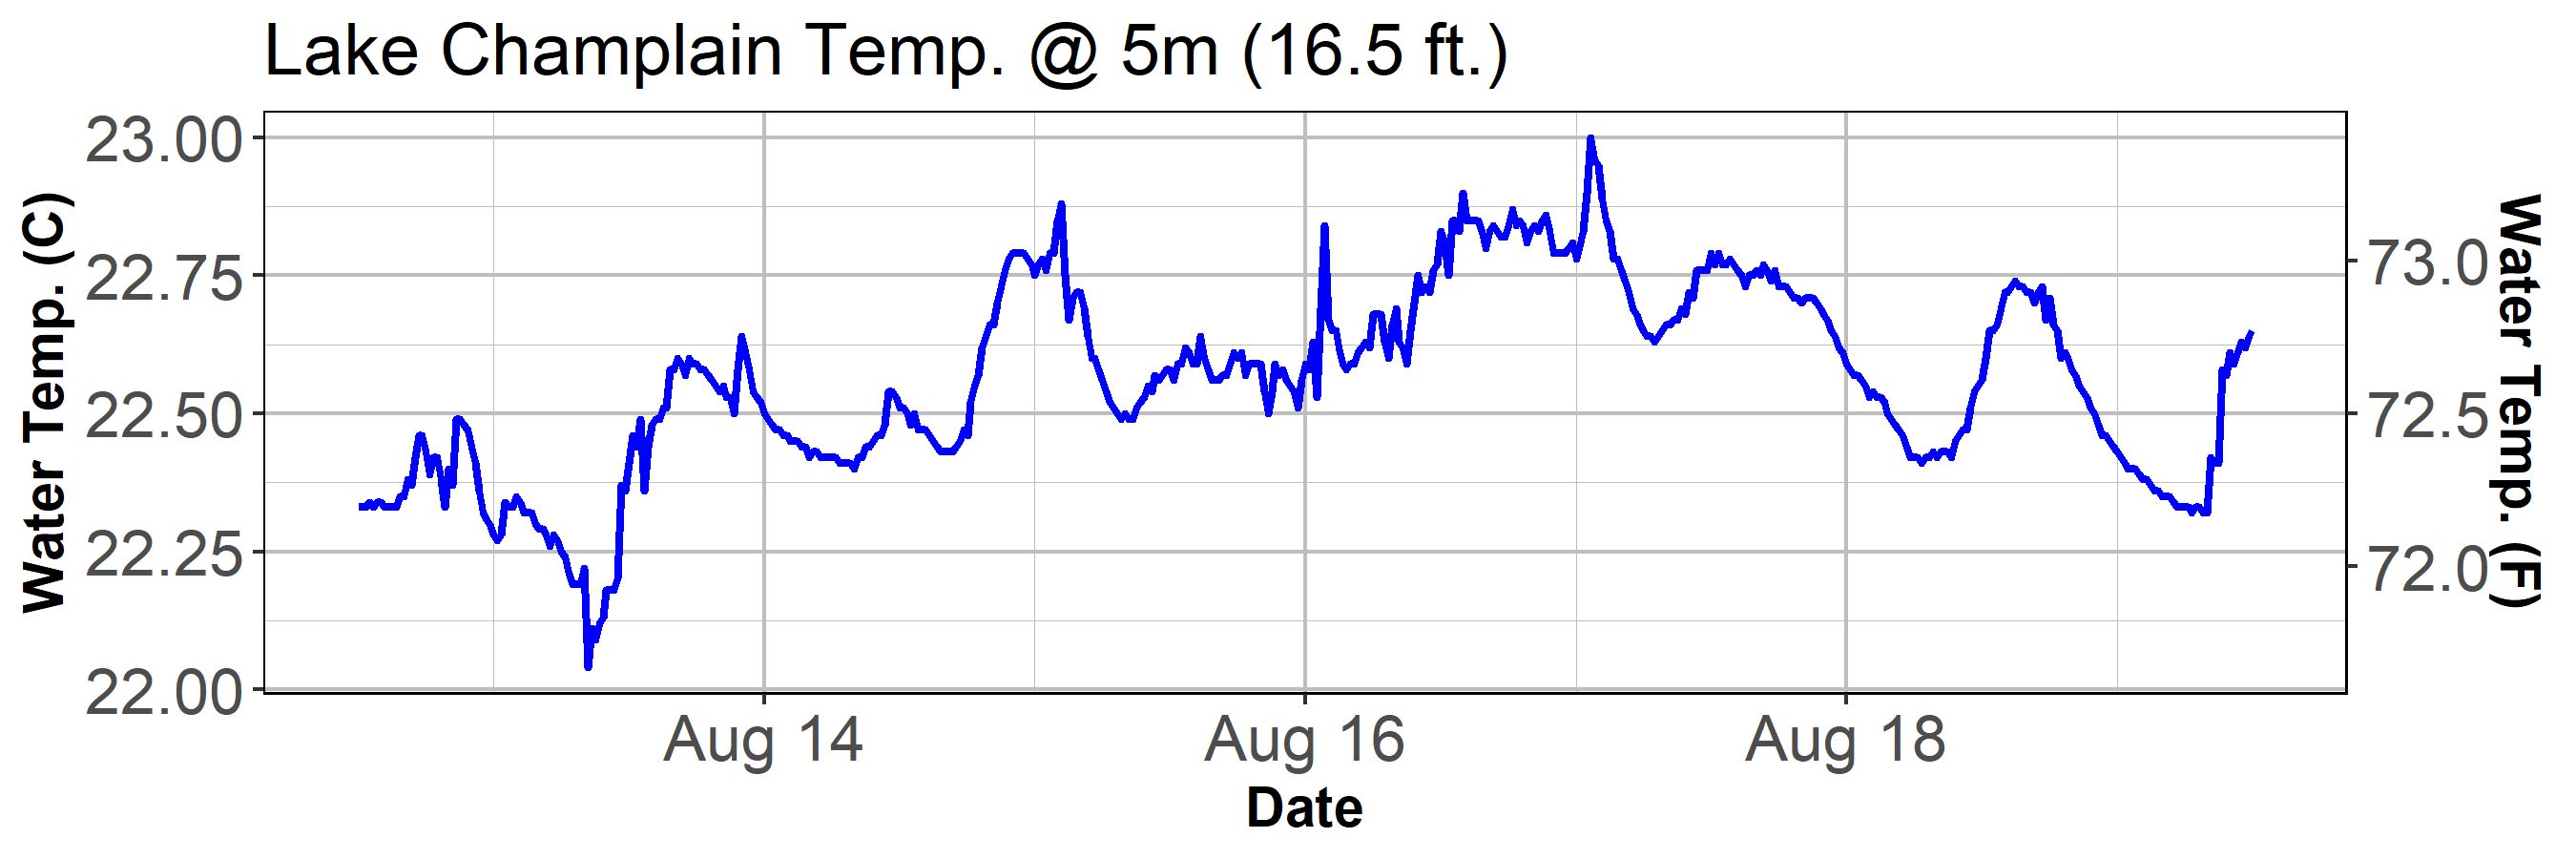 Lake Champlain Temp. @ 5m (16.5 ft.)
Water Temp. (C)
23.00
22.75
22.50
22.25
22.00
73.0
72.5
72.0
Water Temp. (F)
Aug 14 Aug 16 Aug 18
Date